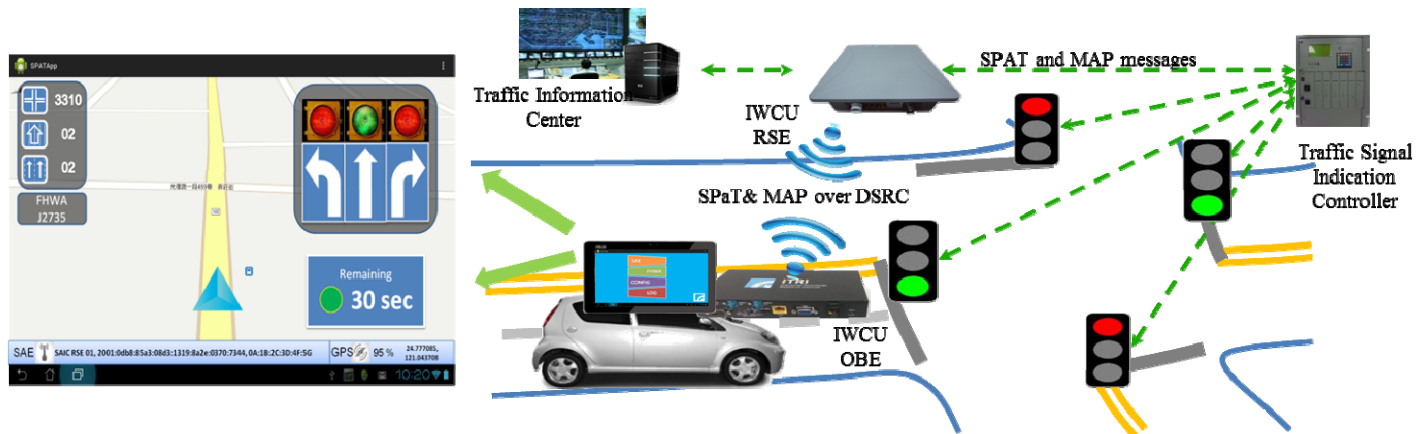 SPATApp
3310
02
02
FHWA
J2735
Remaining
30 sec
SAE
SAIC RSE 01, 2001:0db8:85a3:08d3:1319:8a2e:0370:7344, 0A:1B:2C:3D:4F:5G
GPS
95 %
24.777085,
121.043708
10:20
Traffic Information
Center
IWCU
RSE
SPAT and MAP messages
Traffic Signal
Indication
Controller
SPaT& MAP over DSRC
CONFIG
LOG
ITRI
IWCU
OBE